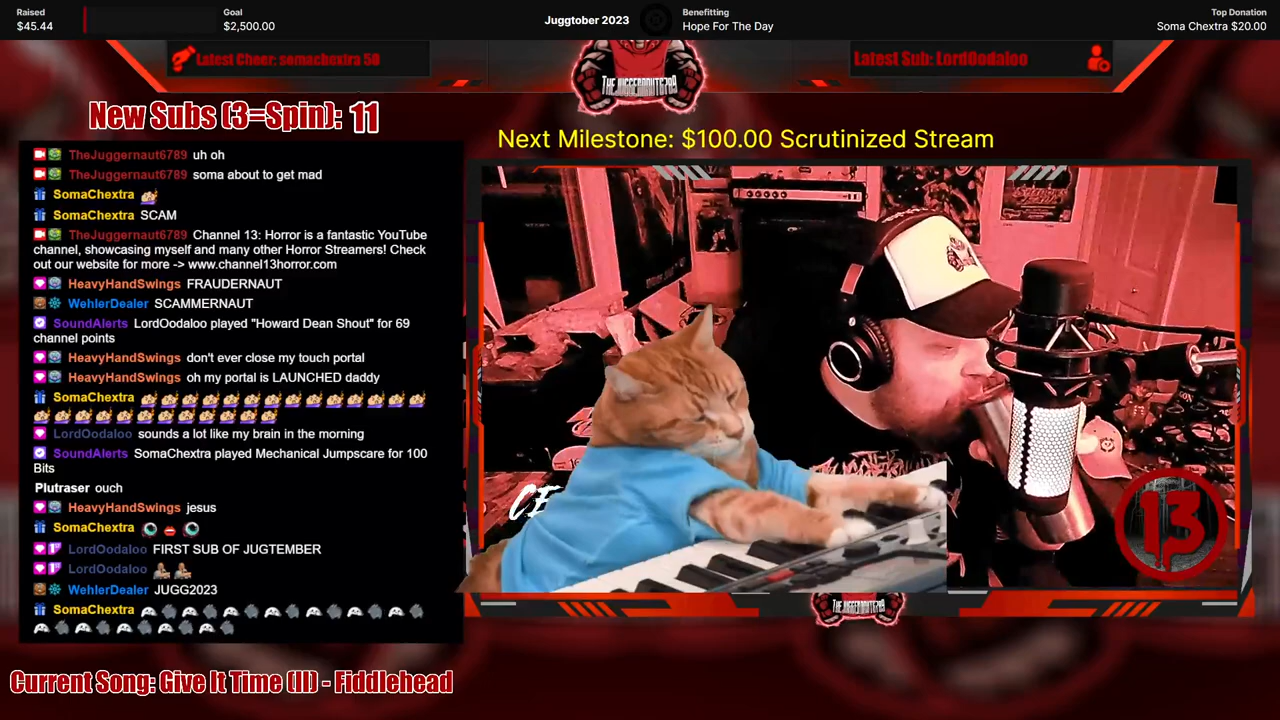 Raised
$45.44
Goal
$2,500.00
Juggtober 2023
Benefitting
Hope For The Day
Top Donation
Soma Chextra $20.00
Latest Cheer: somachextra 50
THEJUGGERNAUT6789
Latest Sub: LordOodaloo
New Subs (3=Spin): 11
Next Milestone: $100.00 Scrutinized Stream
TheJuggernaut6789 uh oh
TheJuggernaut6789 soma about to get mad
SomaChextra
SomaChextra SCAM
TheJuggernaut6789 Channel 13: Horror is a fantastic YouTube
channel, showcasing myself and many other Horror Streamers! Check
out our website for more -> www.channel13horror.com
HeavyHandSwings FRAUDERNAUT
WehlerDealer SCAMMERNAUT
SoundAlerts LordOodaloo played "Howard Dean Shout" for 69
channel points
HeavyHandSwings don't ever close my touch portal
HeavyHandSwings oh my portal is LAUNCHED daddy
SomaChextra
LordOodaloo sounds a lot like my brain in the morning
SoundAlerts SomaChextra played Mechanical Jumpscare for 100
Bits
Plutraser ouch
HeavyHandSwings jesus
SomaChextra
LordOodaloo FIRST SUB OF JUGTEMBER
LordOodaloo
WehlerDealer JUGG2023
SomaChextra
CE
13
THEJUGGERNAUT6789
Current Song: Give It Time (II) - Fiddlehead